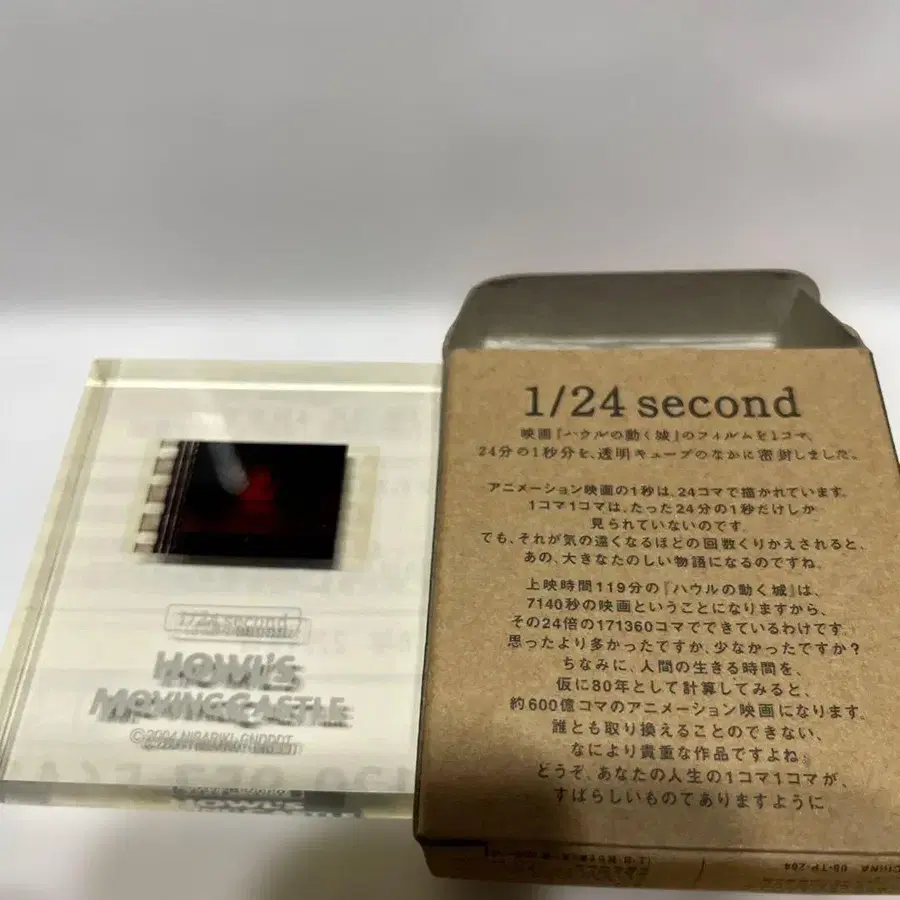 1/24 second
映画『ハウルの動く城』のフィルムを1コマ、
24分の1秒分を、透明キューブのなかに密封しました。
アニメーション映画の1秒は、24コマで描かれています。
1コマ1コマは、たった24分の1秒だけしか
見られていないのです。
でも、それが気の遠くなるほどの回数くりかえされると、
あの、大きなたのしい物語になるのですね。
上映時間119分の『ハウルの動く城』は、
7140秒の映画ということになりますから、
その24倍の171360コマでできているわけです。
思ったより多かったですか、少なかったですか?
ちなみに、人間の生きる時間を、
仮に80年として計算してみると、
約600億コマのアニメーション映画になります。
誰とも取り換えることのできない、
なにより貴重な作品ですよね。
どうぞ、あなたの人生の1コマ1コマが、
すばらしいものでありますように
1/24 second
HOWL'S
MOVING CASTLE
©2004 NIBARIKI・GNDDDT
CHINA 05-TP-204